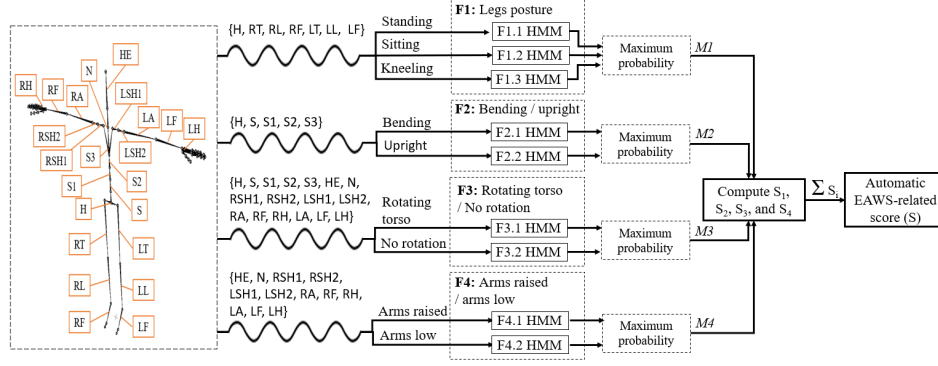 HE
N
RH
RF
RA
LSH1
LA
LF
LH
RSH2
RSH1
S3
LSH2
S1
S2
H
S
RT
LT
RL
LL
RF
LF
{H, RT, RL, RF, LT, LL, LF}
Standing
Sitting
Kneeling
F1: Legs posture
F1.1 HMM
F1.2 HMM
F1.3 HMM
Maximum
probability
M1
{H, S, S1, S2, S3}
Bending
Upright
F2: Bending / upright
F2.1 HMM
F2.2 HMM
Maximum
probability
M2
{H, S, S1, S2, S3, HE, N,
RSH1, RSH2, LSH1, LSH2,
RA, RF, RH, LA, LF, LH}
Rotating
torso
No rotation
F3: Rotating torso
/ No rotation
F3.1 HMM
F3.2 HMM
Maximum
probability
M3
{HE, N, RSH1, RSH2,
LSH1, LSH2, RA, RF, RH,
LA, LF, LH}
Arms raised
Arms low
F4: Arms raised
/ arms low
F4.1 HMM
F4.2 HMM
Maximum
probability
M4
Compute S₁,
S₂, S₃, and S₄
∑ Sᵢ
Automatic
EAWS-related
score (S)